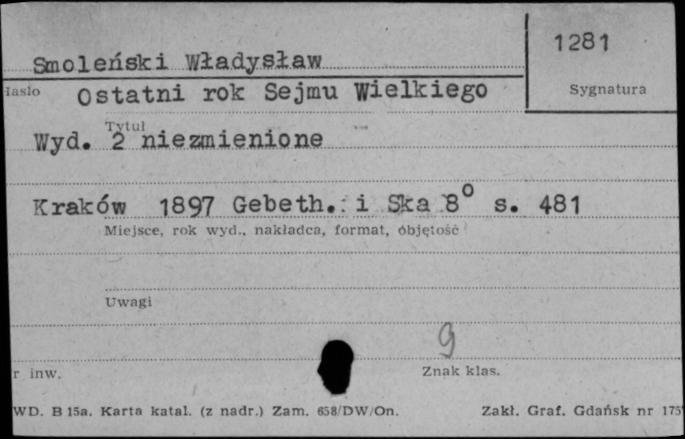 1281
Smoleński Władysław
Hasło
Sygnatura
Ostatni rok Sejmu Wielkiego
Tytuł
Wyd. 2 niezmienione
Kraków 1897 Gebeth. i Ska 8° s. 481
Miejsce, rok wyd., nakładca, format, objętość
Uwagi
9
r inw.
Znak klas.
WD. B 15a. Karta katal. (z nadr.) Zam. 658/DW/On.
Zakł. Graf. Gdańsk nr 175